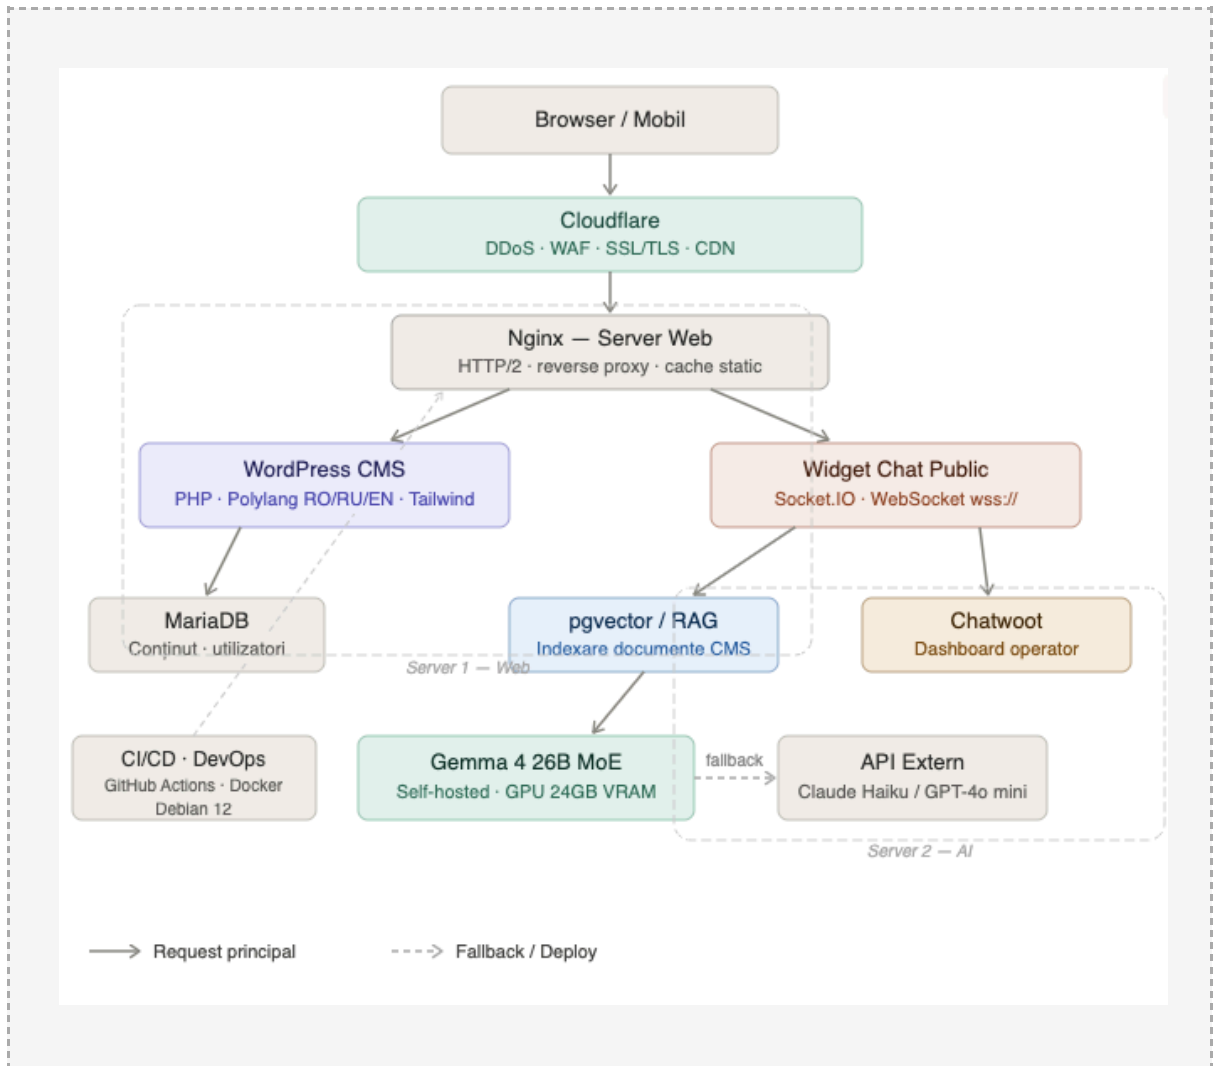 Browser / Mobil
Cloudflare
DDoS · WAF · SSL/TLS · CDN
Nginx — Server Web
HTTP/2 · reverse proxy · cache static
WordPress CMS
PHP · Polylang RO/RU/EN · Tailwind
Widget Chat Public
Socket.IO · WebSocket wss://
MariaDB
Conținut · utilizatori
pgvector / RAG
Indexare documente CMS
Chatwoot
Dashboard operator
Server 1 — Web
CI/CD · DevOps
GitHub Actions · Docker
Debian 12
Gemma 4 26B MoE
Self-hosted · GPU 24GB VRAM
fallback
API Extern
Claude Haiku / GPT-4o mini
Server 2 — AI
Request principal
Fallback / Deploy